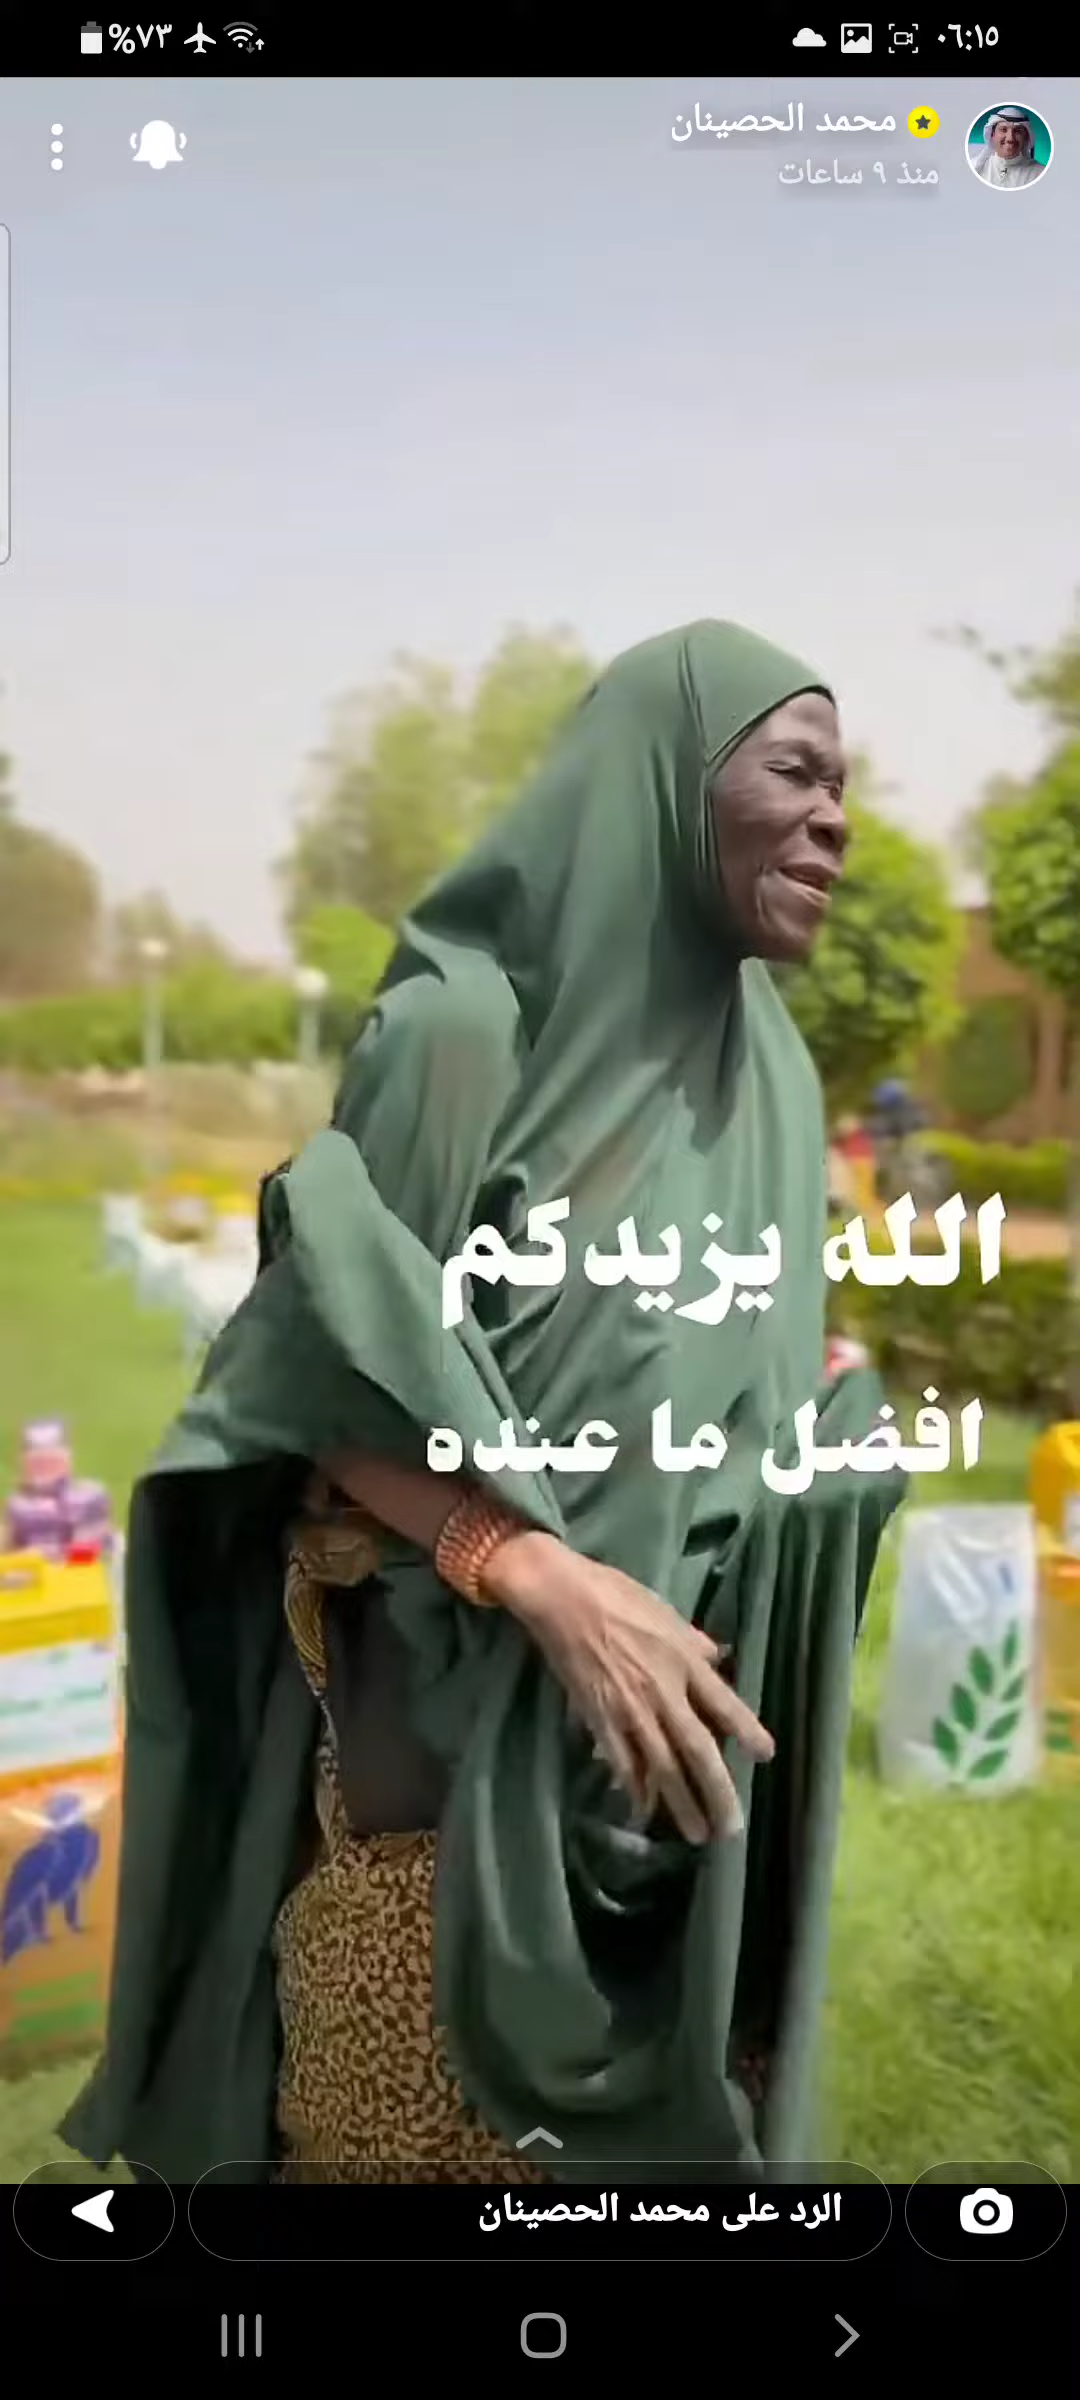 ٠٦:١٥
%٧٣
محمد الحصينان
منذ ٩ ساعات
الله يزيدكم
افضل ما عنده
الرد على محمد الحصينان